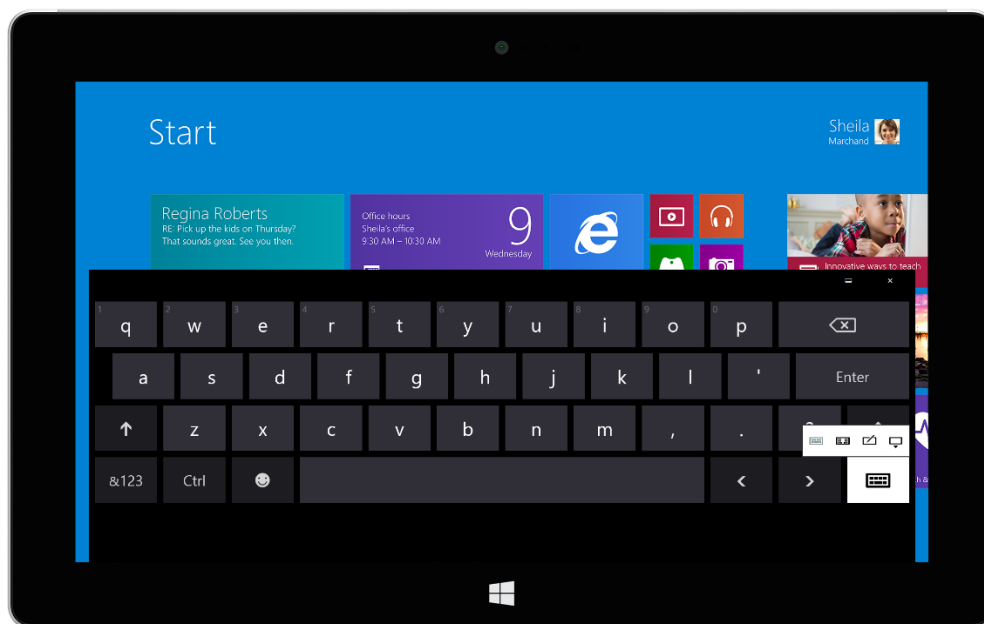 Start
Sheila
Marchand
Regina Roberts
RE: Pick up the kids on Thursday?
That sounds great. See you then.
Office hours
Sheila's office
9:30 AM – 10:30 AM
9
Wednesday
Innovative ways to teach
1 2 3 4 5 6 7 8 9 0
q w e r t y u i o p
a s d f g h j k l ' Enter
z x c v b n m , .
&123 Ctrl < >